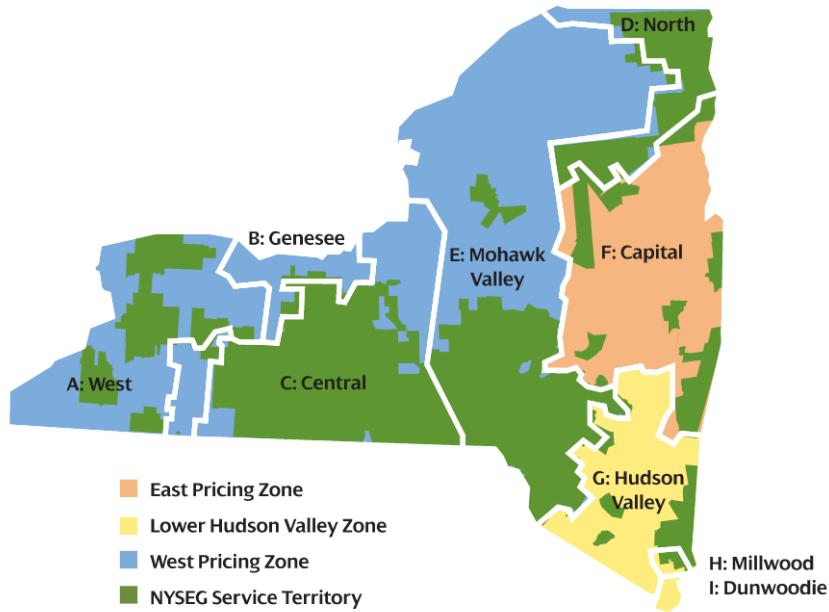 D: North
B: Genesee
E: Mohawk
Valley
F: Capital
A: West
C: Central
G: Hudson
Valley
East Pricing Zone
Lower Hudson Valley Zone
West Pricing Zone
NYSEG Service Territory
H: Millwood
I: Dunwoodie